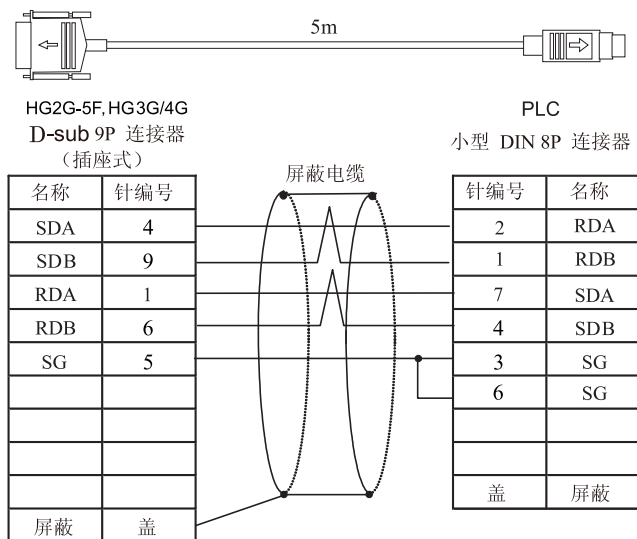 5m
HG2G-5F, HG3G/4G
D-sub 9P 连接器
（插座式）
PLC
小型 DIN 8P 连接器
屏蔽电缆
名称 针编号
SDA 4
SDB 9
RDA 1
RDB 6
SG 5
屏蔽 盖
针编号 名称
2 RDA
1 RDB
7 SDA
4 SDB
3 SG
6 SG
盖 屏蔽